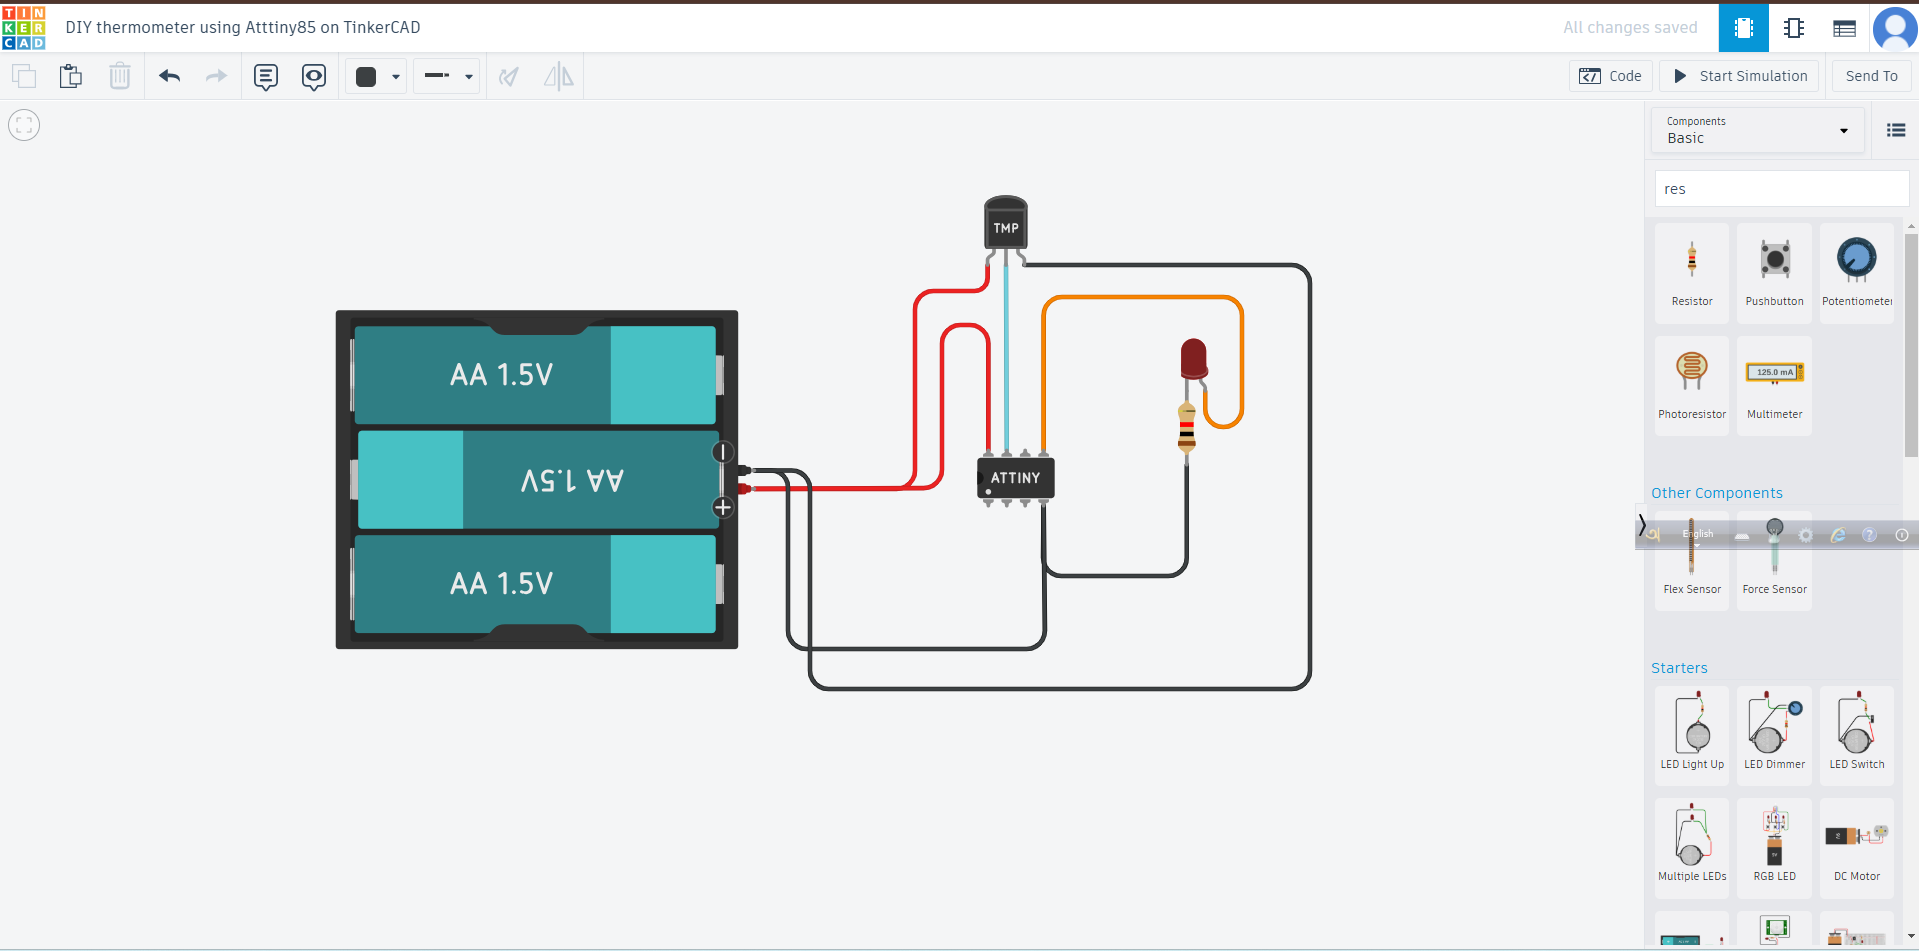 TIN
KER
CAD
DIY thermometer using Atttiny85 on TinkerCAD
All changes saved
Code
Start Simulation
Send To
Components
Basic
res
Resistor
Pushbutton
Potentiometer
125.0 mA
Photoresistor
Multimeter
Other Components
English
Flex Sensor
Force Sensor
Starters
LED Light Up
LED Dimmer
LED Switch
Multiple LEDs
RGB LED
DC Motor
TMP
AA 1.5V
AA 1.5V
AA 1.5V
ATTINY